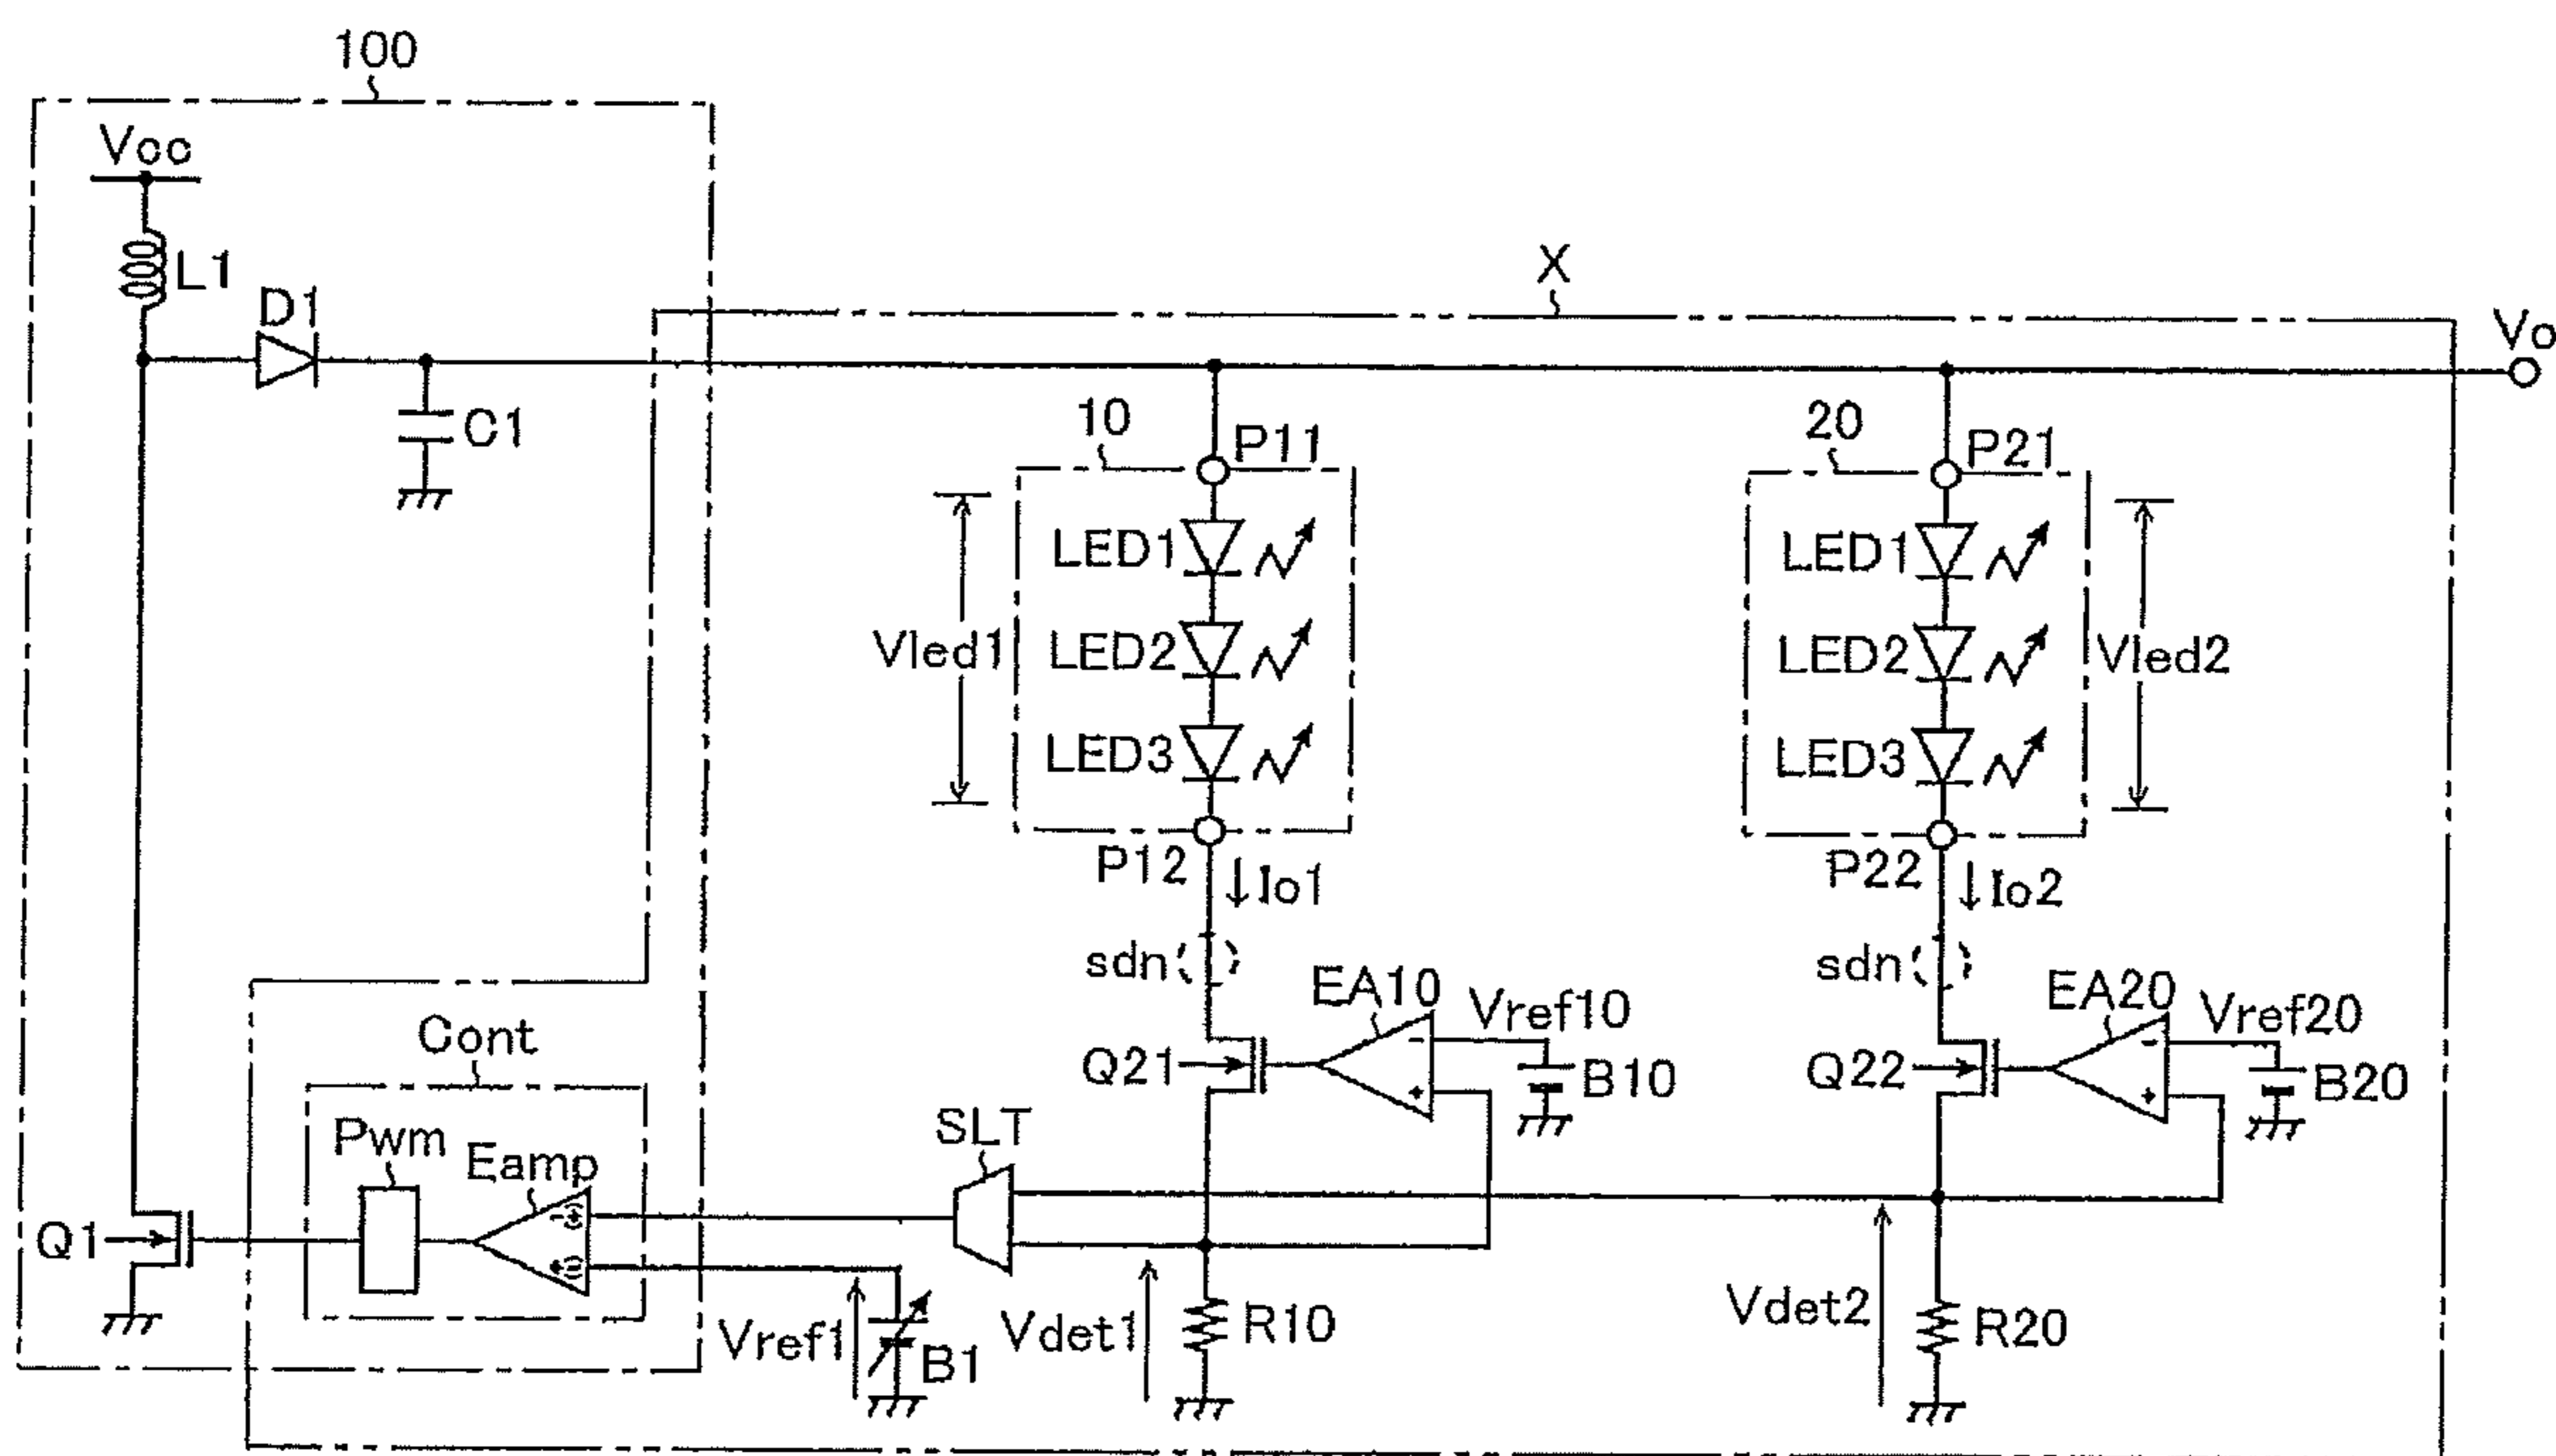 100
Vcc
L1
D1
C1
X
Vo
10
P11
20
P21
LED1
LED2
LED3
Vled1
LED1
LED2
LED3
Vled2
P12
Io1
P22
Io2
sdn
sdn
EA10
Vref10
EA20
Vref20
Q21
- +
B10
Q22
- +
B20
Cont
Pwm
Eamp
SLT
-(+)
+(-)
Q1
Vref1
B1
Vdet1
R10
Vdet2
R20